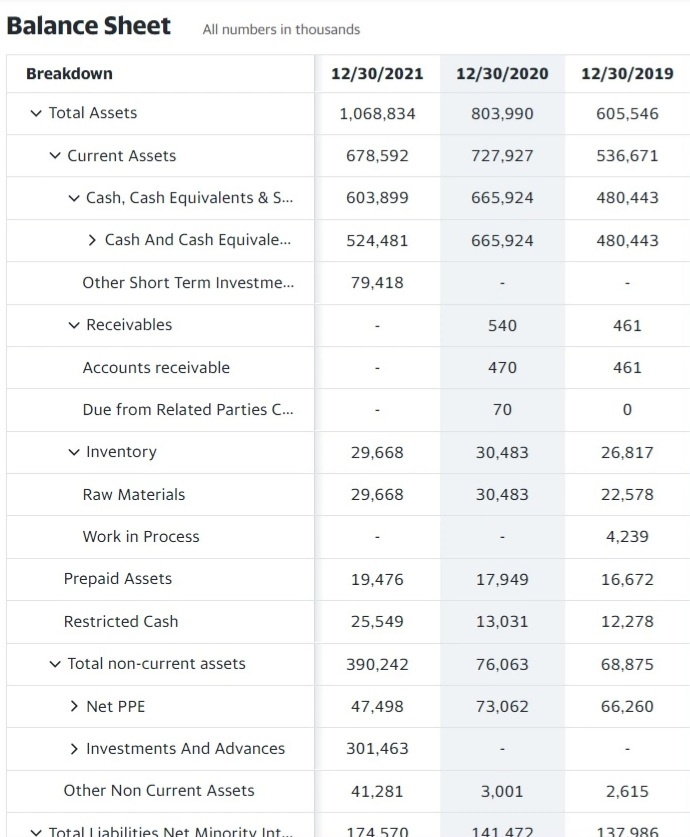 Balance Sheet All numbers in thousands
Breakdown 12/30/2021 12/30/2020 12/30/2019
Total Assets 1,068,834 803,990 605,546
Current Assets 678,592 727,927 536,671
Cash, Cash Equivalents & S... 603,899 665,924 480,443
Cash And Cash Equivale... 524,481 665,924 480,443
Other Short Term Investme... 79,418 - -
Receivables - 540 461
Accounts receivable - 470 461
Due from Related Parties C... - 70 0
Inventory 29,668 30,483 26,817
Raw Materials 29,668 30,483 22,578
Work in Process - - 4,239
Prepaid Assets 19,476 17,949 16,672
Restricted Cash 25,549 13,031 12,278
Total non-current assets 390,242 76,063 68,875
Net PPE 47,498 73,062 66,260
Investments And Advances 301,463 - -
Other Non Current Assets 41,281 3,001 2,615
Total Liabilities Net Minority Int... 174,570 141,472 137,986